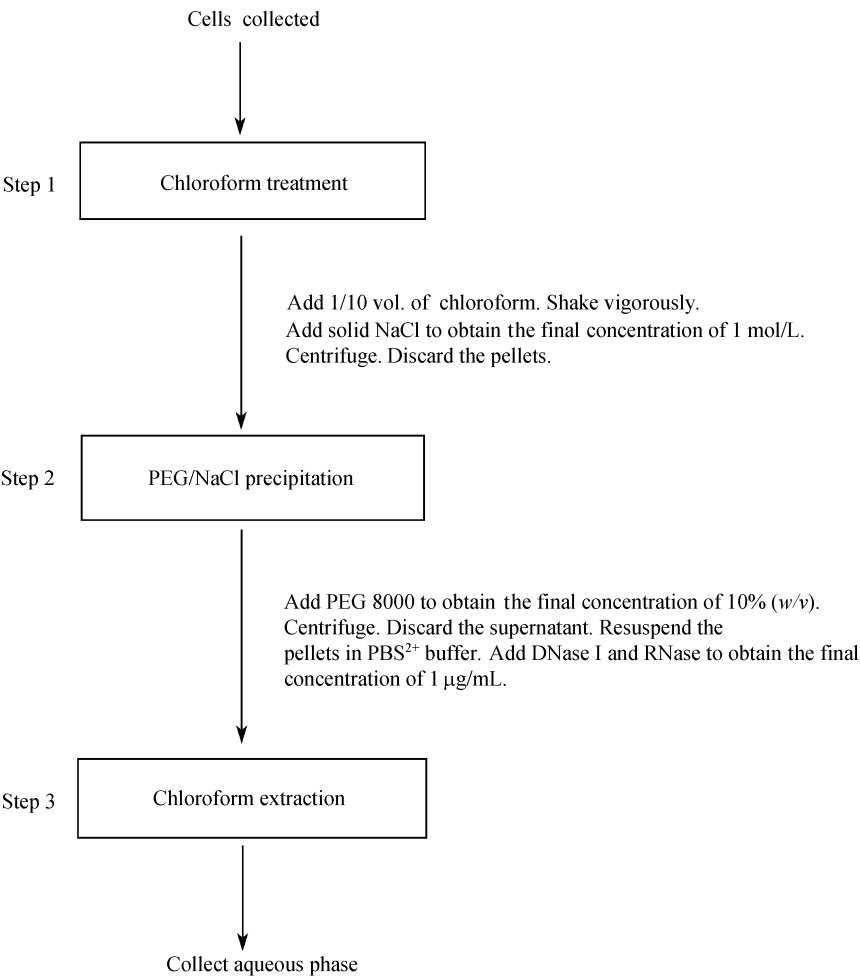 Cells collected
Step 1
Chloroform treatment
Add 1/10 vol. of chloroform. Shake vigorously.
Add solid NaCl to obtain the final concentration of 1 mol/L.
Centrifuge. Discard the pellets.
Step 2
PEG/NaCl precipitation
Add PEG 8000 to obtain the final concentration of 10% (w/v).
Centrifuge. Discard the supernatant. Resuspend the
pellets in PBS²⁺ buffer. Add DNase I and RNase to obtain the final
concentration of 1 μg/mL.
Step 3
Chloroform extraction
Collect aqueous phase